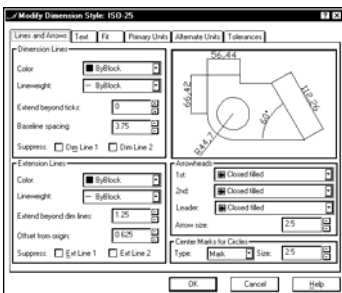 Modify Dimension Style: ISO-25
Lines and Arrows Text Fit Primary Units Alternate Units Tolerances
Dimension Lines
Color: ByBlock
Lineweight: ByBlock
Extend beyond ticks: 0
Baseline spacing: 3.75
Suppress: Dim Line 1 Dim Line 2
Extension Lines
Color: ByBlock
Lineweight: ByBlock
Extend beyond dim lines: 1.25
Offset from origin: 0.625
Suppress: Ext Line 1 Ext Line 2
56,44
66,42
112,26
60°
R44,7
Arrowheads
1st: Closed filled
2nd: Closed filled
Leader: Closed filled
Arrow size: 2.5
Center Marks for Circles
Type: Mark Size: 2.5
OK Cancel Help